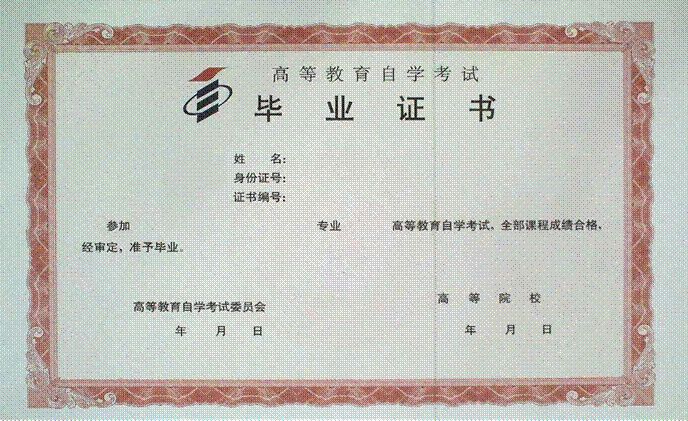 高等教育自学考试
毕业证书
姓 名：
身份证号：
证书编号：
参加 专业 高等教育自学考试，全部课程成绩合格，
经审定，准予毕业。
高等教育自学考试委员会 高等院校
年 月 日 年 月 日